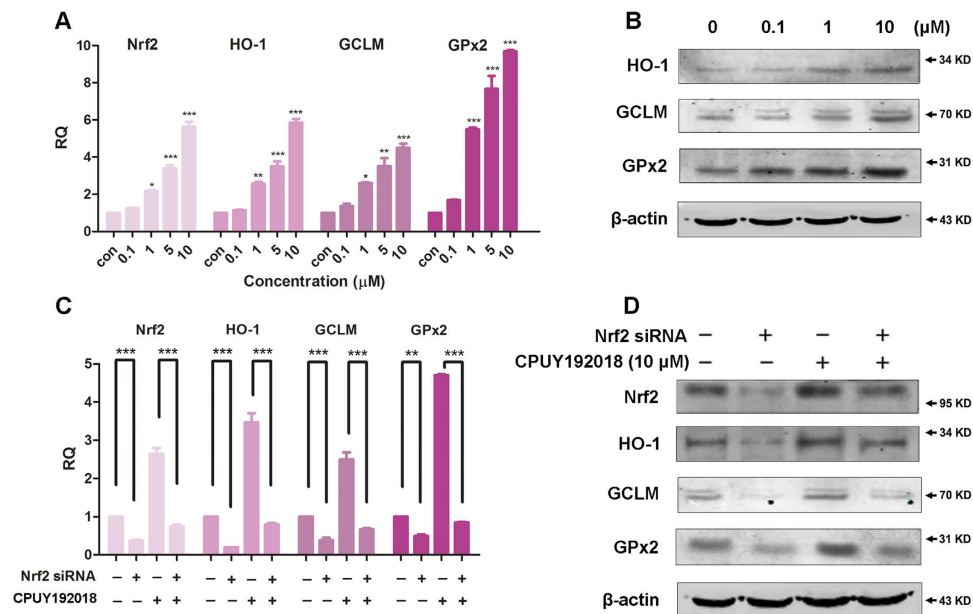 A
Nrf2 HO-1 GCLM GPx2
RQ
10
8
6
4
2
0
* *** *** ** *** *** * ** *** *** *** ***
con 0.1 1 5 10 con 0.1 1 5 10 con 0.1 1 5 10 con 0.1 1 5 10
Concentration (μM)
B
0 0.1 1 10 (μM)
HO-1 34 KD
GCLM 70 KD
GPx2 31 KD
β-actin 43 KD
C
Nrf2 HO-1 GCLM GPx2
*** *** *** *** *** *** ** ***
RQ
5
4
3
2
1
0
Nrf2 siRNA − + − + − + − + − + − + − + − +
CPUY192018 − − + + − − + + − − + + − − + +
D
Nrf2 siRNA − + − +
CPUY192018 (10 μM) − − + +
Nrf2 95 KD
HO-1 34 KD
GCLM 70 KD
GPx2 31 KD
β-actin 43 KD